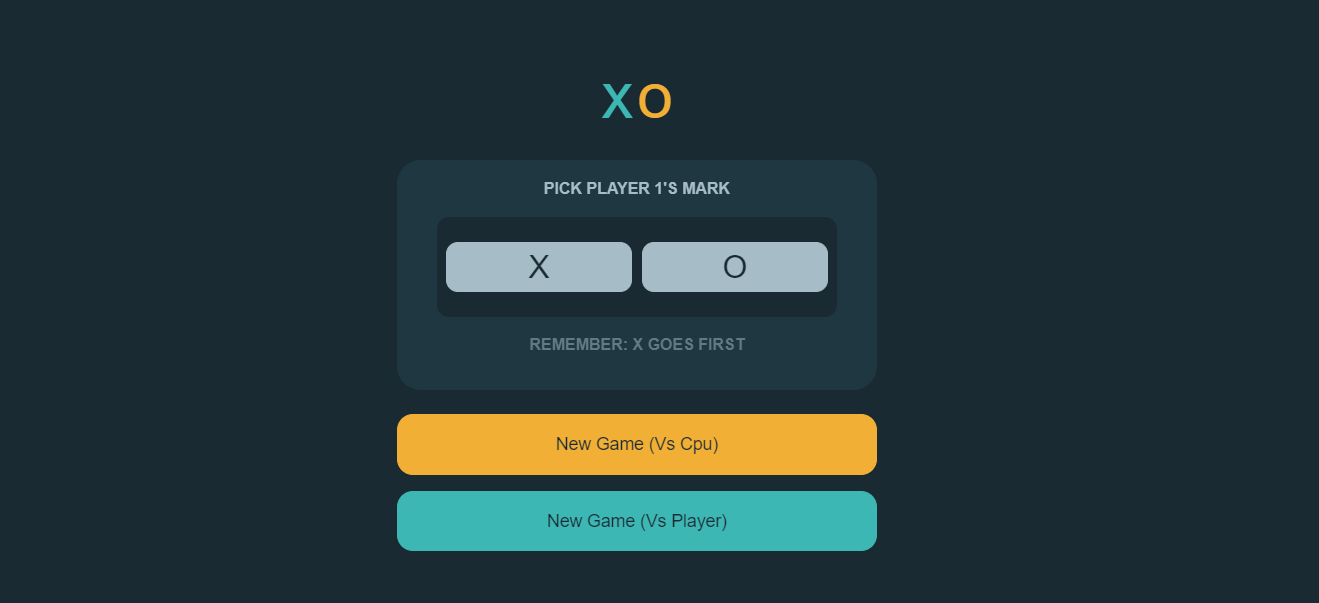 XO
PICK PLAYER 1'S MARK
X O
REMEMBER: X GOES FIRST
New Game (Vs Cpu)
New Game (Vs Player)